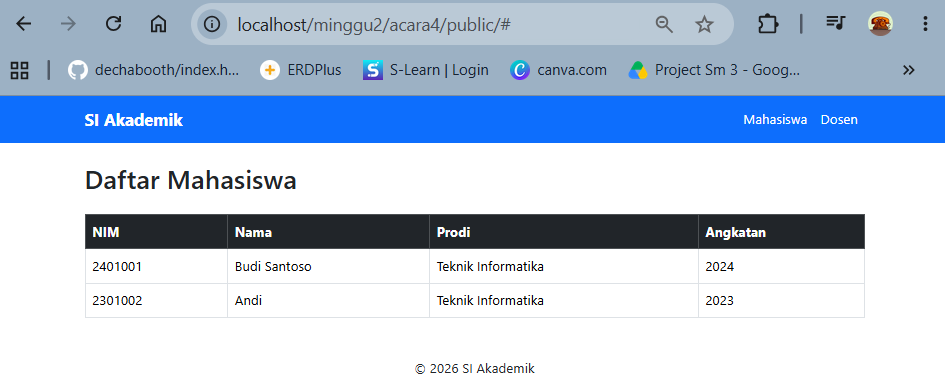 localhost/minggu2/acara4/public/#
dechabooth/index.h... ERDPlus S-Learn | Login canva.com Project Sm 3 - Goog...
SI Akademik Mahasiswa Dosen
Daftar Mahasiswa
NIM Nama Prodi Angkatan
2401001 Budi Santoso Teknik Informatika 2024
2301002 Andi Teknik Informatika 2023
© 2026 SI Akademik